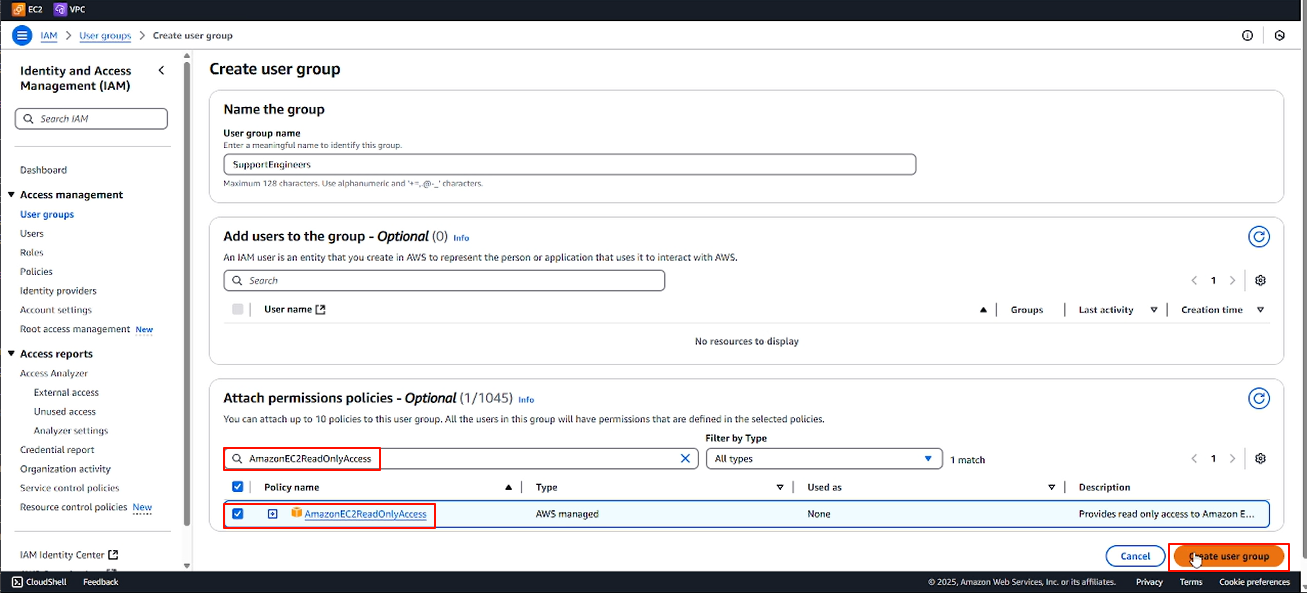 EC2 VPC
IAM > User groups > Create user group
Identity and Access
Management (IAM)
Search IAM
Dashboard
Access management
User groups
Users
Roles
Policies
Identity providers
Account settings
Root access management New
Access reports
Access Analyzer
External access
Unused access
Analyzer settings
Credential report
Organization activity
Service control policies
Resource control policies New
IAM Identity Center
Create user group
Name the group
User group name
Enter a meaningful name to identify this group.
SupportEngineers
Maximum 128 characters. Use alphanumeric and '+=,.@-_' characters.
Add users to the group - Optional (0) Info
An IAM user is an entity that you create in AWS to represent the person or application that uses it to interact with AWS.
Search
< 1 >
User name Groups Last activity Creation time
No resources to display
Attach permissions policies - Optional (1/1045) Info
You can attach up to 10 policies to this user group. All the users in this group will have permissions that are defined in the selected policies.
Filter by Type
AmazonEC2ReadOnlyAccess All types 1 match < 1 >
Policy name Type Used as Description
AmazonEC2ReadOnlyAccess AWS managed None Provides read only access to Amazon E...
Cancel Create user group
CloudShell Feedback © 2025, Amazon Web Services, Inc. or its affiliates. Privacy Terms Cookie preferences